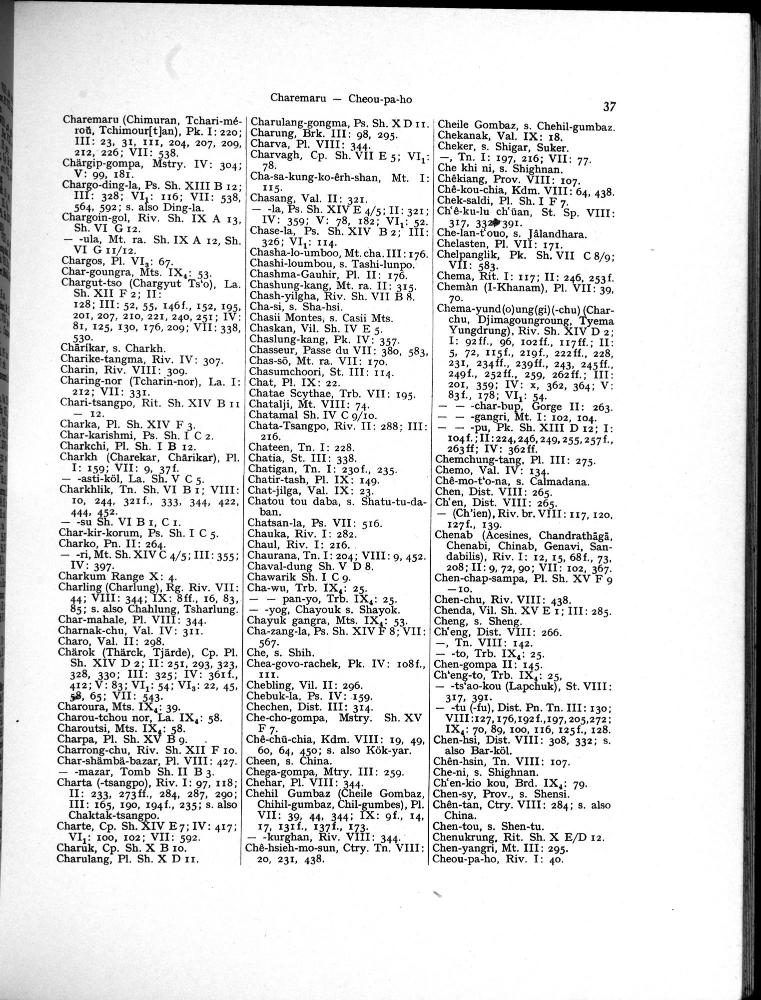 Charemaru — Cheou-pa-ho
37
Charemaru (Chimuran, Tchari-mé-
roñ, Tchimour[t]an), Pk. I: 220;
III: 23, 31, 111, 204, 207, 209,
212, 226; VII: 538.
Chärgip-gompa, Mstry. IV: 304;
V: 99, 181.
Chargo-ding-la, Ps. Sh. XIII B 12;
III: 328; VI₁: 116; VII: 538,
564, 592; s. also Ding-la.
Chargoin-gol, Riv. Sh. IX A 13,
Sh. VI G 12.
— -ula, Mt. ra. Sh. IX A 12, Sh.
VI G 11/12.
Chargos, Pl. VI₃: 67.
Char-goungra, Mts. IX₄: 53.
Chargut-tso (Chargyut Ts'o), La.
Sh. XII F 2; II:
128; III: 52, 55, 146f., 152, 195,
201, 207, 210, 221, 240, 251; IV:
81, 125, 130, 176, 209; VII: 338,
530.
Chārīkar, s. Charkh.
Charike-tangma, Riv. IV: 307.
Charin, Riv. VIII: 309.
Charing-nor (Tcharin-nor), La. I:
212; VII: 331.
Chari-tsangpo, Rit. Sh. XIV B 11
— 12.
Charka, Pl. Sh. XIV F 3.
Char-karishmi, Ps. Sh. I C 2.
Charkchi, Pl. Sh. I B 12.
Charkh (Charekar, Chārikar), Pl.
I: 159; VII: 9, 37f.
— -asti-köl, La. Sh. V C 5.
Charkhlik, Tn. Sh. VI B 1; VIII:
10, 244, 321f., 333, 344, 422,
444, 452.
— -su Sh. VI B 1, C 1.
Char-kir-korum, Ps. Sh. I C 5.
Charko, Pn. II: 264.
— -ri, Mt. Sh. XIV C 4/5; III: 355;
IV: 397.
Charkum Range X: 4.
Charling (Charlung), Rg. Riv. VII:
44; VIII: 344; IX: 8ff., 16, 83,
85; s. also Chahlung, Tsharlung.
Char-mahale, Pl. VIII: 344.
Charnak-chu, Val. IV: 311.
Charo, Val. II: 298.
Chärok (Thärck, Tjärde), Cp. Pl.
Sh. XIV D 2; II: 251, 293, 323,
328, 330; III: 325; IV: 361f.,
412; V: 83; VI₁: 54; VI₃: 22, 45,
58, 65; VII: 543.
Charoura, Mts. IX₄: 39.
Charou-tchou nor, La. IX₄: 58.
Charoutsi, Mts. IX₄: 58.
Charpa, Pl. Sh. XV B 9.
Charrong-chu, Riv. Sh. XII F 10.
Char-shämbä-bazar, Pl. VIII: 427.
— -mazar, Tomb Sh. II B 3.
Charta (-tsangpo), Riv. I: 97, 118;
II: 233, 273ff., 284, 287, 290;
III: 165, 190, 194f., 235; s. also
Chaktak-tsangpo.
Charte, Cp. Sh. XIV E 7; IV: 417;
VI₁: 100, 102; VII: 592.
Charuk, Cp. Sh. X B 10.
Charulang, Pl. Sh. X D 11.
Charulang-gongma, Ps. Sh. X D 11.
Charung, Brk. III: 98, 295.
Charva, Pl. VIII: 344.
Charvagh, Cp. Sh. VII E 5; VI₁:
78.
Cha-sa-kung-ko-êrh-shan, Mt. I:
115.
Chasang, Val. II: 321.
— -la, Ps. Sh. XIV E 4/5; II: 321;
IV: 359; V: 78, 182; VI₁: 52.
Chase-la, Ps. Sh. XIV B 2; III:
326; VI₁: 114.
Chasha-lo-umboo, Mt. cha. III: 176.
Chashi-loumbou, s. Tashi-lunpo.
Chashma-Gauhir, Pl. II: 176.
Chashung-kang, Mt. ra. II: 315.
Chash-yilgha, Riv. Sh. VII B 8.
Cha-si, s. Sha-hsi.
Chasii Montes, s. Casii Mts.
Chaskan, Vil. Sh. IV E 5.
Chaslung-kang, Pk. IV: 357.
Chasseur, Passe du VII: 380, 583,
Chas-sö, Mt. ra. VII: 170.
Chasumchoori, St. III: 114.
Chat, Pl. IX: 22.
Chatae Scythae, Trb. VII: 195.
Chatalji, Mt. VIII: 74.
Chatamal Sh. IV C 9/10.
Chata-Tsangpo, Riv. II: 288; III:
216.
Chateen, Tn. I: 228.
Chatia, St. III: 338.
Chatigan, Tn. I: 230f., 235.
Chatir-tash, Pl. IX: 149.
Chat-jilga, Val. IX: 23.
Chatou tou daba, s. Shatu-tu-da-
ban.
Chatsan-la, Ps. VII: 516.
Chauka, Riv. I: 282.
Chaul, Riv. I: 216.
Chaurana, Tn. I: 204; VIII: 9, 452.
Chaval-dung Sh. V D 8.
Chawarik Sh. I C 9.
Cha-wu, Trb. IX₄: 25.
— — pan-yo, Trb. IX₄: 25.
— -yog, Chayouk s. Shayok.
Chayuk gangra, Mts. IX₄: 53.
Cha-zang-la, Ps. Sh. XIV F 8; VII:
567.
Che, s. Shih.
Chea-govo-rachek, Pk. IV: 108f.,
111.
Chebling, Vil. II: 296.
Chebuk-la, Ps. IV: 159.
Chechen, Dist. III: 314.
Che-cho-gompa, Mstry. Sh. XV
F 7.
Chê-chü-chia, Kdm. VIII: 19, 49,
60, 64, 450; s. also Kök-yar.
Cheen, s. China.
Chega-gompa, Mtry. III: 259.
Chehar, Pl. VIII: 344.
Chehil Gumbaz (Cheile Gombaz,
Chihil-gumbaz, Chil-gumbes), Pl.
VII: 39, 44, 344; IX: 9f., 14,
17, 131f., 137f., 173.
— -kurghan, Riv. VIII: 344.
Chê-hsieh-mo-sun, Ctry. Tn. VIII:
20, 231, 438.
Cheile Gombaz, s. Chehil-gumbaz.
Chekanak, Val. IX: 18.
Cheker, s. Shigar, Suker.
—, Tn. I: 197, 216; VII: 77.
Che khi ni, s. Shighnan.
Chêkiang, Prov. VIII: 107.
Chê-kou-chia, Kdm. VIII: 64, 438.
Chek-saldi, Pl. Sh. I F 7.
Ch'ê-ku-lu ch'üan, St. Sp. VIII:
317, 332, 391.
Che-lan-t'ouo, s. Jâlandhara.
Chelasten, Pl. VII: 171.
Chelpanglik, Pk. Sh. VII C 8/9;
VII: 583.
Chema, Rit. I: 117; II: 246, 253f.
Chemàn (I-Khanam), Pl. VII: 39,
70.
Chema-yund(o)ung(gi)(-chu) (Char-
chu, Djimagoungroung, Tyema
Yungdrung), Riv. Sh. XIV D 2;
I: 92ff., 96, 102ff., 117ff.; II:
5, 72, 115f., 219f., 222ff., 228,
231, 234ff., 239ff., 243, 245ff.,
249f., 252ff., 259, 262ff.; III:
201, 359; IV: x, 362, 364; V:
83f., 178; VI₁: 54.
— — -char-bup, Gorge II: 263.
— — -gangri, Mt. I: 102, 104.
— — -pu, Pk. Sh. XIII D 12; I:
104f.; II: 224, 246, 249, 255, 257f.,
263ff; IV: 362ff.
Chemchung-tang, Pl. III: 275.
Chemo, Val. IV: 134.
Chê-mo-t'o-na, s. Calmadana.
Chen, Dist. VIII: 265.
Ch'en, Dist. VIII: 265.
— (Ch'ien), Riv. br. VIII: 117, 120,
127f., 139.
Chenab (Acesines, Chandrathāgā,
Chenabi, Chinab, Genavi, San-
dabilis), Riv. I: 12, 15, 68f., 73,
208; II: 9, 72, 90; VII: 102, 367.
Chen-chap-sampa, Pl. Sh. XV F 9
—10.
Chen-chu, Riv. VIII: 438.
Chenda, Vil. Sh. XV E 1; III: 285.
Cheng, s. Sheng.
Ch'eng, Dist. VIII: 266.
—, Tn. VIII: 142.
— -to, Trb. IX₄: 25.
Chen-gompa II: 145.
Ch'eng-to, Trb. IX₄: 25,
— -ts'ao-kou (Lapchuk), St. VIII:
317, 391.
— -tu (-fu), Dist. Pn. Tn. III: 130;
VIII: 127, 176, 192f., 197, 205, 272;
IX₄: 70, 89, 100, 116, 125f., 128.
Chen-hsi, Dist. VIII: 308, 332; s.
also Bar-köl.
Chên-hsin, Tn. VIII: 107.
Che-ni, s. Shighnan.
Ch'en-kio kou, Brd. IX₄: 79.
Chen-sy, Prov., s. Shensi.
Chên-tan, Ctry. VIII: 284; s. also
China.
Chen-tou, s. Shen-tu.
Chenukrung, Rit. Sh. X E/D 12.
Chen-yangri, Mt. III: 295.
Cheou-pa-ho, Riv. I: 40.